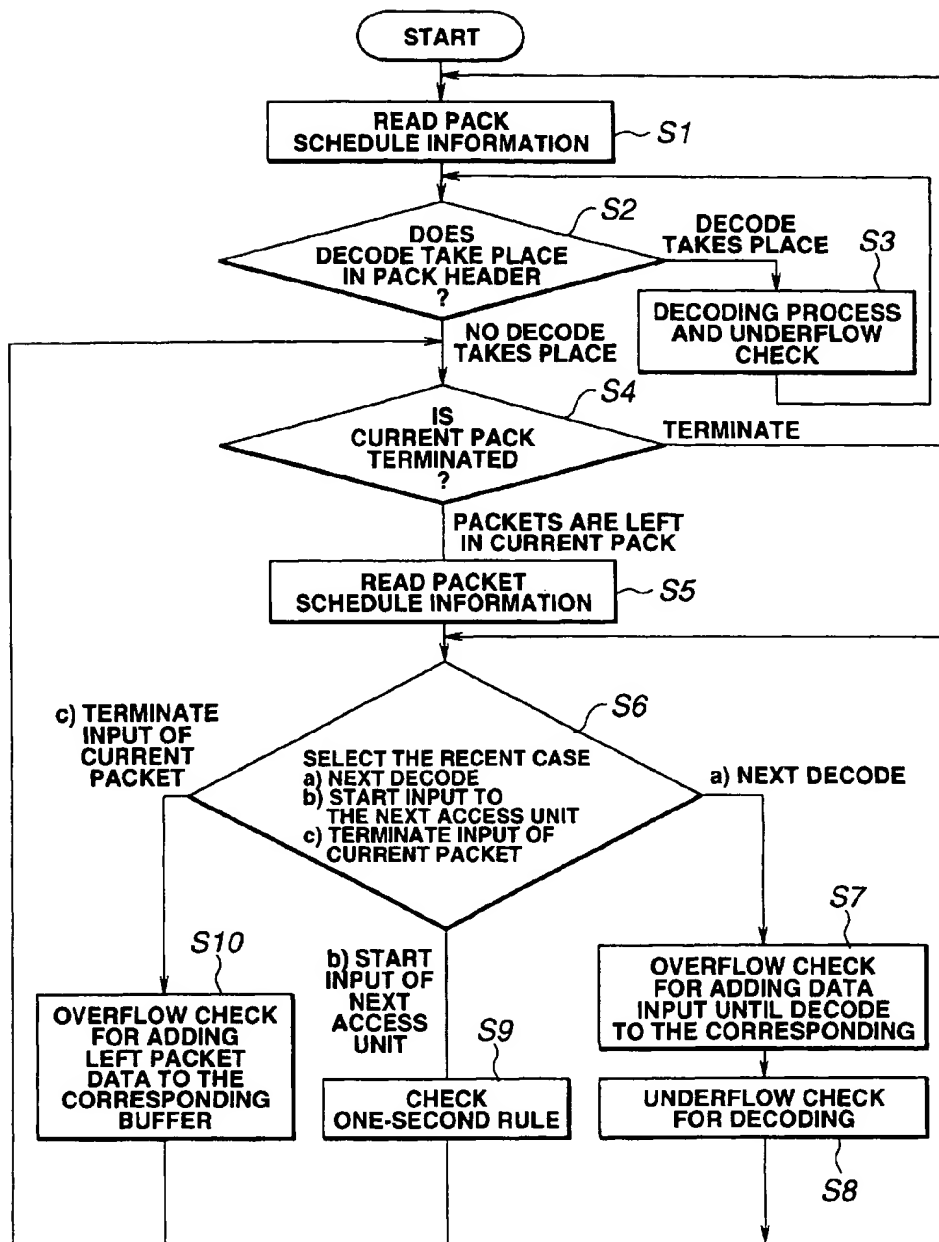 START
READ PACK
SCHEDULE INFORMATION
S1
DOES
DECODE TAKE PLACE
IN PACK HEADER
?
S2
DECODE
TAKES PLACE
S3
DECODING PROCESS
AND UNDERFLOW
CHECK
NO DECODE
TAKES PLACE
S4
IS
CURRENT PACK
TERMINATED
?
TERMINATE
PACKETS ARE LEFT
IN CURRENT PACK
READ PACKET
SCHEDULE INFORMATION
S5
S6
c) TERMINATE
INPUT OF
CURRENT
PACKET
SELECT THE RECENT CASE
a) NEXT DECODE
b) START INPUT TO
THE NEXT ACCESS UNIT
c) TERMINATE INPUT OF
CURRENT PACKET
a) NEXT DECODE
S10
OVERFLOW CHECK
FOR ADDING
LEFT PACKET
DATA TO THE
CORRESPONDING
BUFFER
b) START
INPUT OF
NEXT
ACCESS
UNIT
S9
CHECK
ONE-SECOND RULE
S7
OVERFLOW CHECK
FOR ADDING DATA
INPUT UNTIL DECODE
TO THE CORRESPONDING
UNDERFLOW CHECK
FOR DECODING
S8